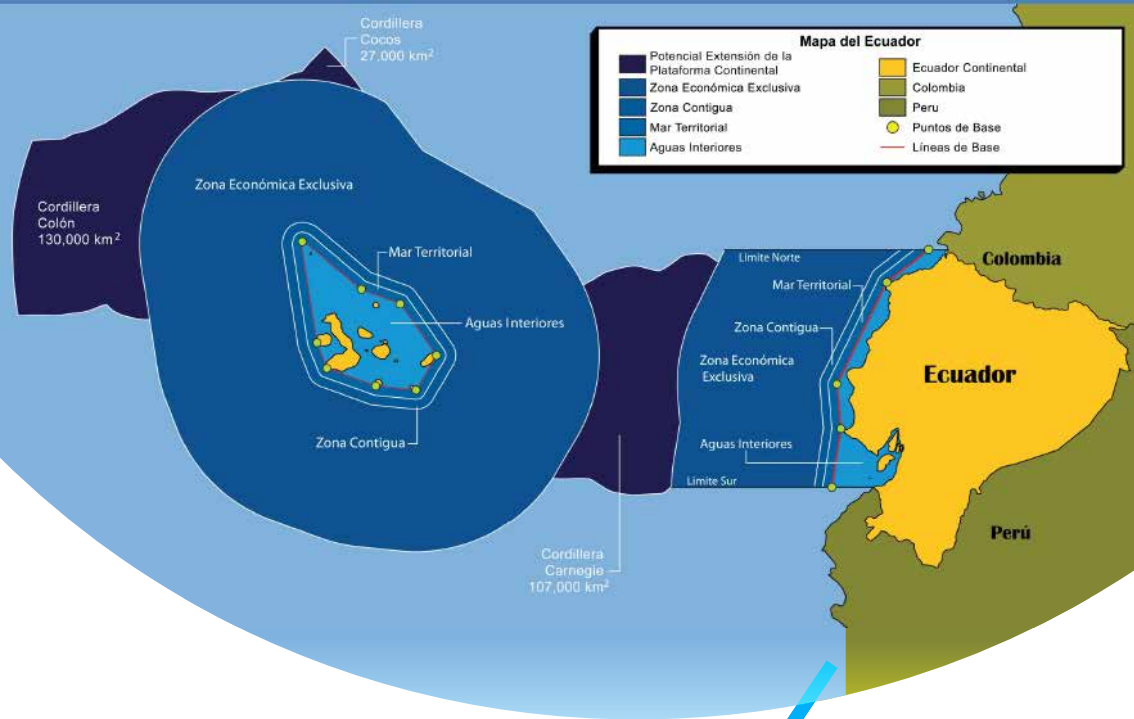 Cordillera
Cocos
27,000 km²
Mapa del Ecuador
Potencial Extensión de la
Plataforma Continental
Zona Económica Exclusiva
Zona Contigua
Mar Territorial
Aguas Interiores
Ecuador Continental
Colombia
Peru
Puntos de Base
Líneas de Base
Zona Económica Exclusiva
Cordillera
Colón
130,000 km²
Mar Territorial
Aguas Interiores
Zona Contigua
Limite Norte
Colombia
Mar Territorial
Zona Contigua
Zona Económica
Exclusiva
Ecuador
Aguas Interiores
Limite Sur
Perú
Cordillera
Carnegie
107,000 km²